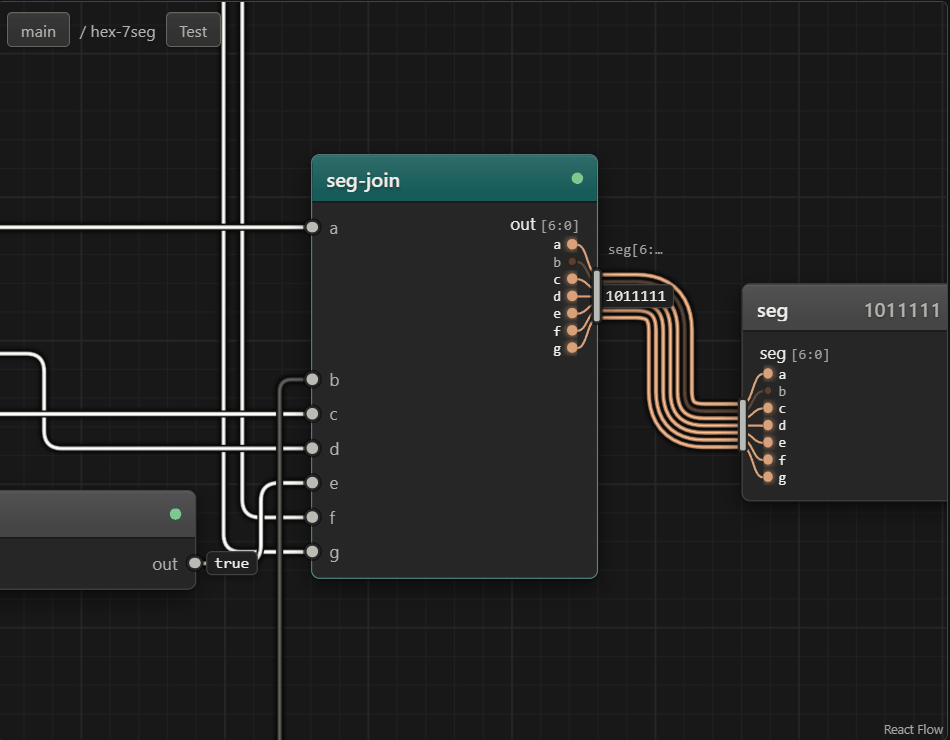 main / hex-7seg Test
seg-join
a
out [6:0]
a
b
c
d
e
f
g
seg[6:…
1011111
b
c
d
e
f
g
out
true
seg 1011111
seg [6:0]
a
b
c
d
e
f
g
React Flow